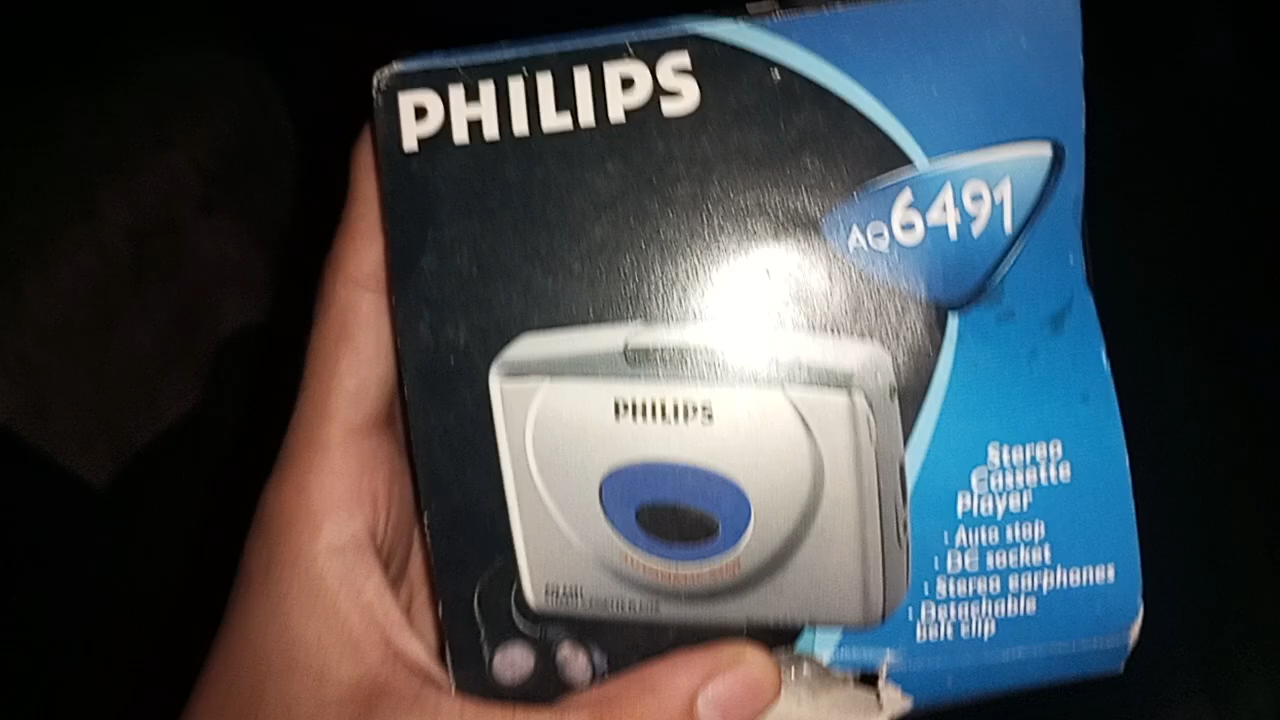 PHILIPS
AQ6491
PHILIPS
Stereo
Cassette
Player
Auto stop
DC socket
Stereo earphones
Detachable
belt clip